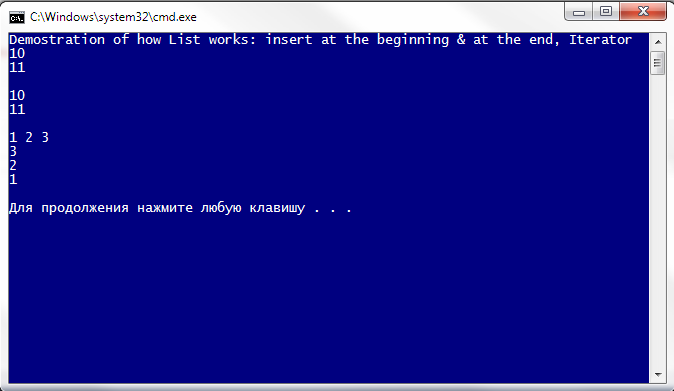 C:\Windows\system32\cmd.exe
Demostration of how List works: insert at the beginning & at the end, Iterator
10
11
10
11
1 2 3
3
2
1
Для продолжения нажмите любую клавишу . . .